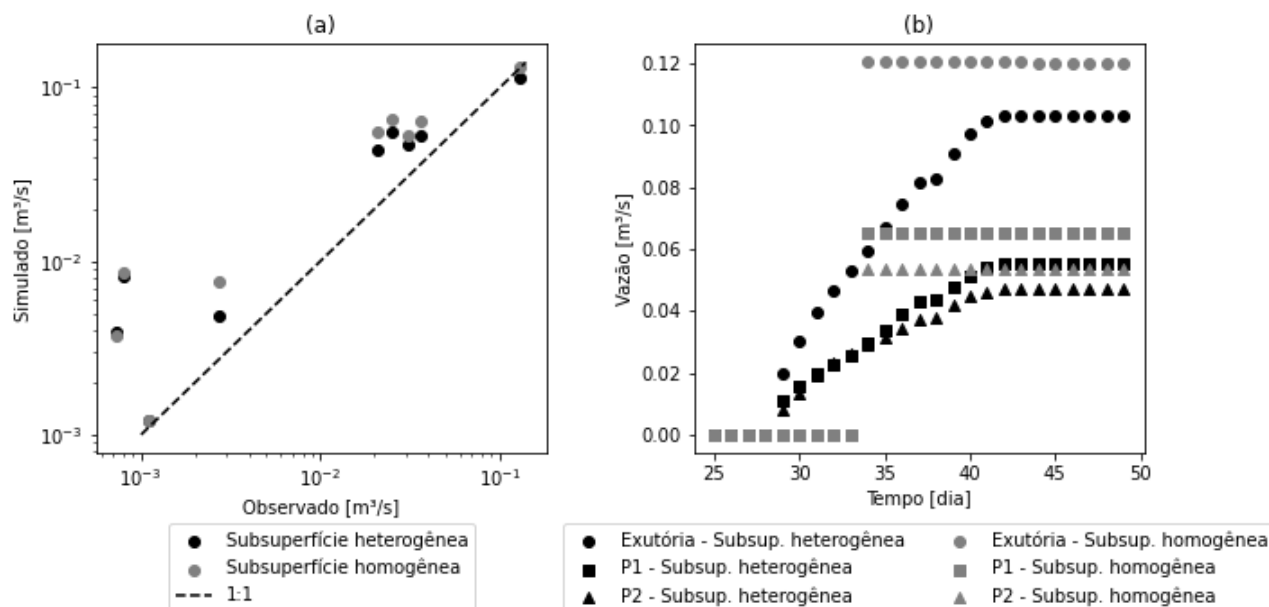 (a)
Simulado [m³/s]
10⁻¹
10⁻²
10⁻³
10⁻³ 10⁻² 10⁻¹
Observado [m³/s]
Subsuperfície heterogênea
Subsuperfície homogênea
1:1
(b)
Vazão [m³/s]
0.12
0.10
0.08
0.06
0.04
0.02
0.00
25 30 35 40 45 50
Tempo [dia]
Exutória - Subsup. heterogênea
P1 - Subsup. heterogênea
P2 - Subsup. heterogênea
Exutória - Subsup. homogênea
P1 - Subsup. homogênea
P2 - Subsup. homogênea